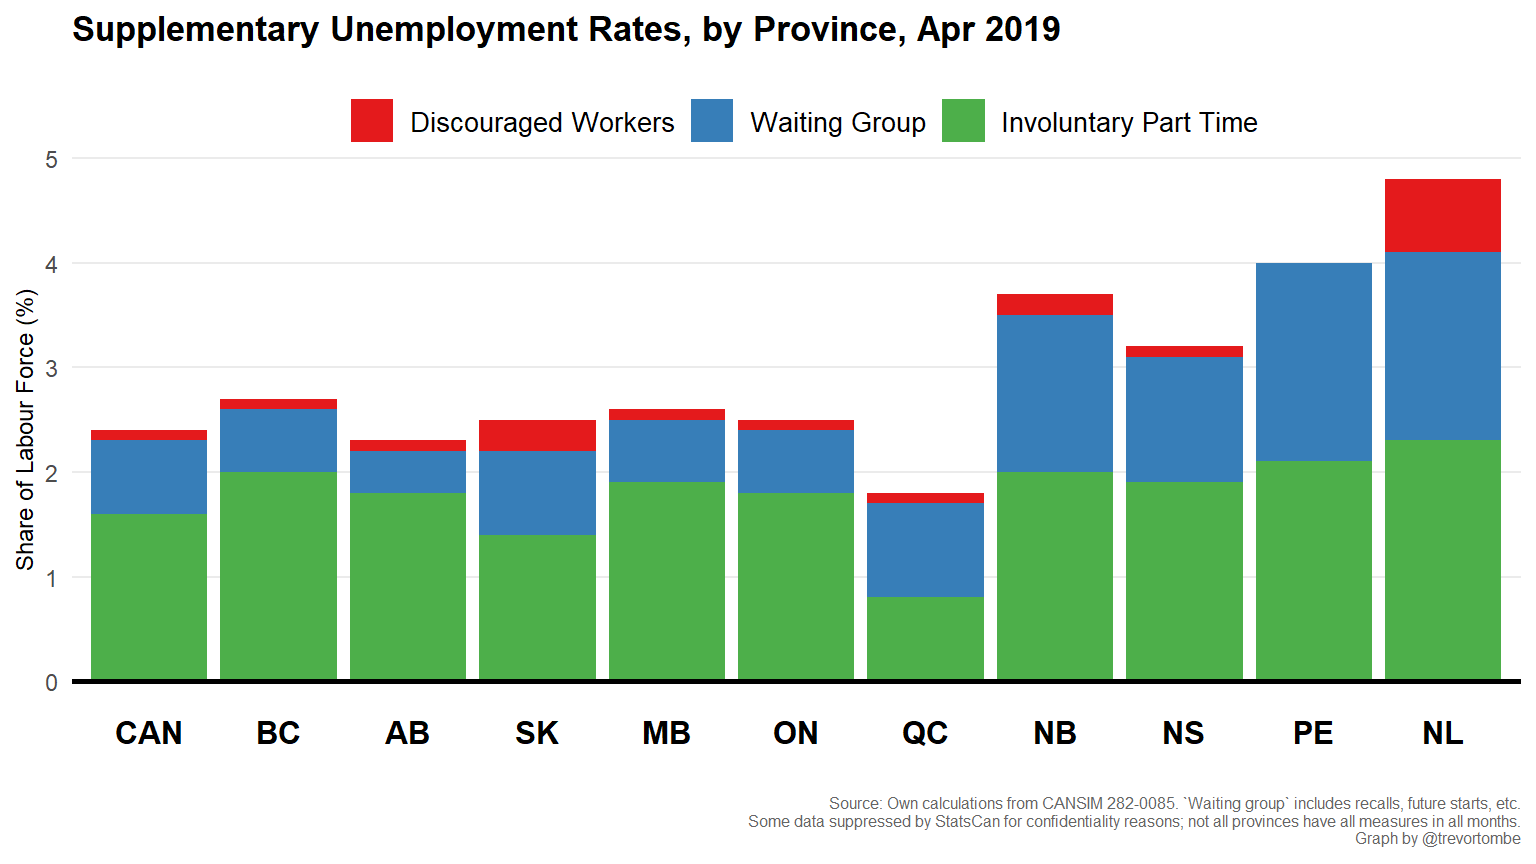 Supplementary Unemployment Rates, by Province, Apr 2019
Discouraged Workers Waiting Group Involuntary Part Time
Share of Labour Force (%)
5
4
3
2
1
0
CAN BC AB SK MB ON QC NB NS PE NL
Source: Own calculations from CANSIM 282-0085. `Waiting group` includes recalls, future starts, etc.
Some data suppressed by StatsCan for confidentiality reasons; not all provinces have all measures in all months.
Graph by @trevortombe